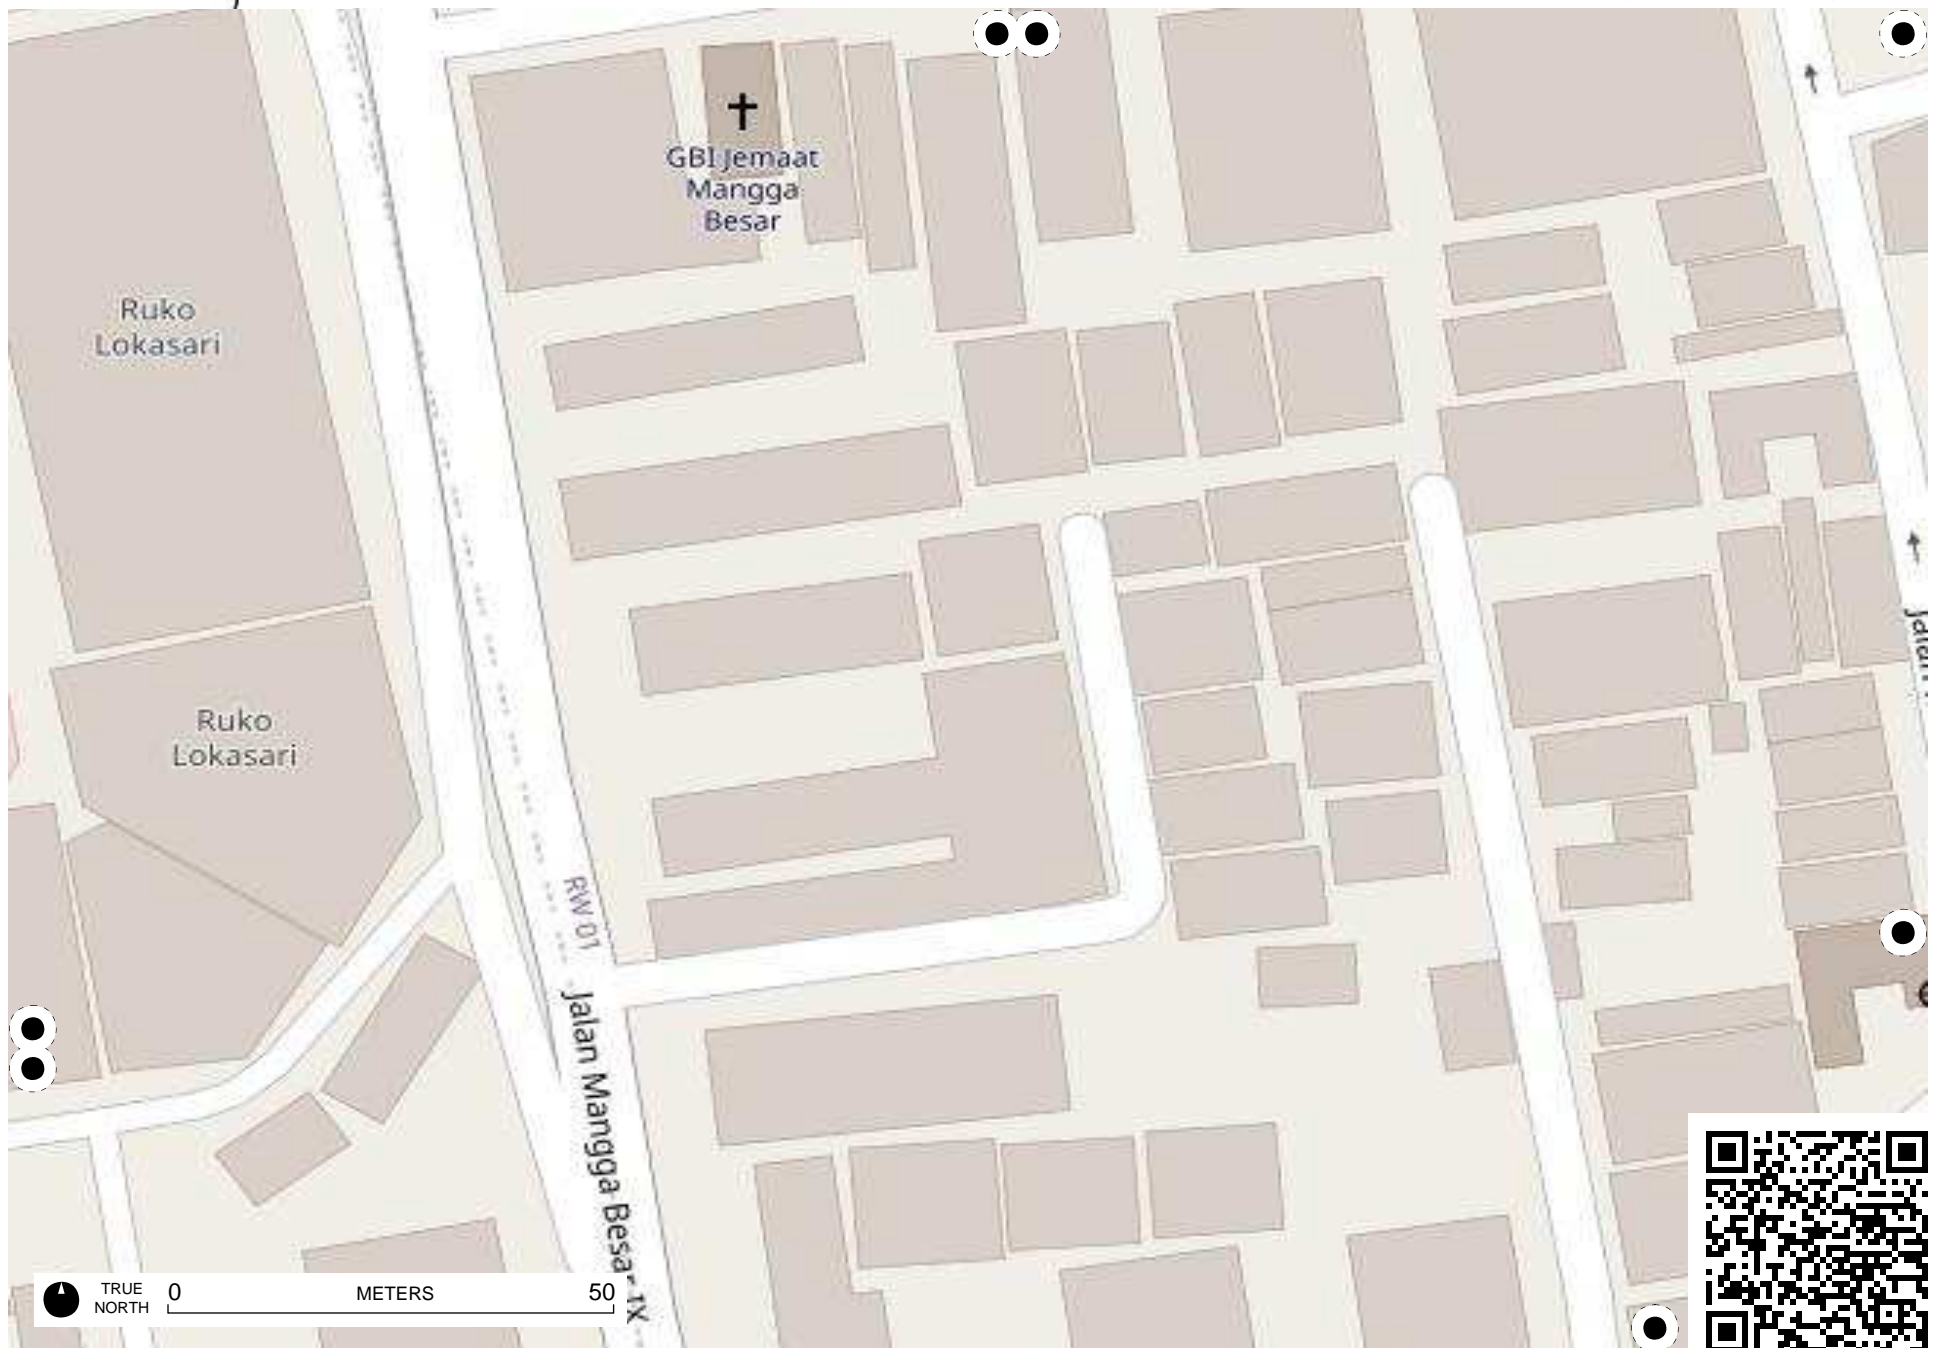 GBI Jemaat
Mangga
Besar
Ruko
Lokasari
Ruko
Lokasari
RW 01
Jalan Mangga Besar IX
TRUE
NORTH
0
METERS
50